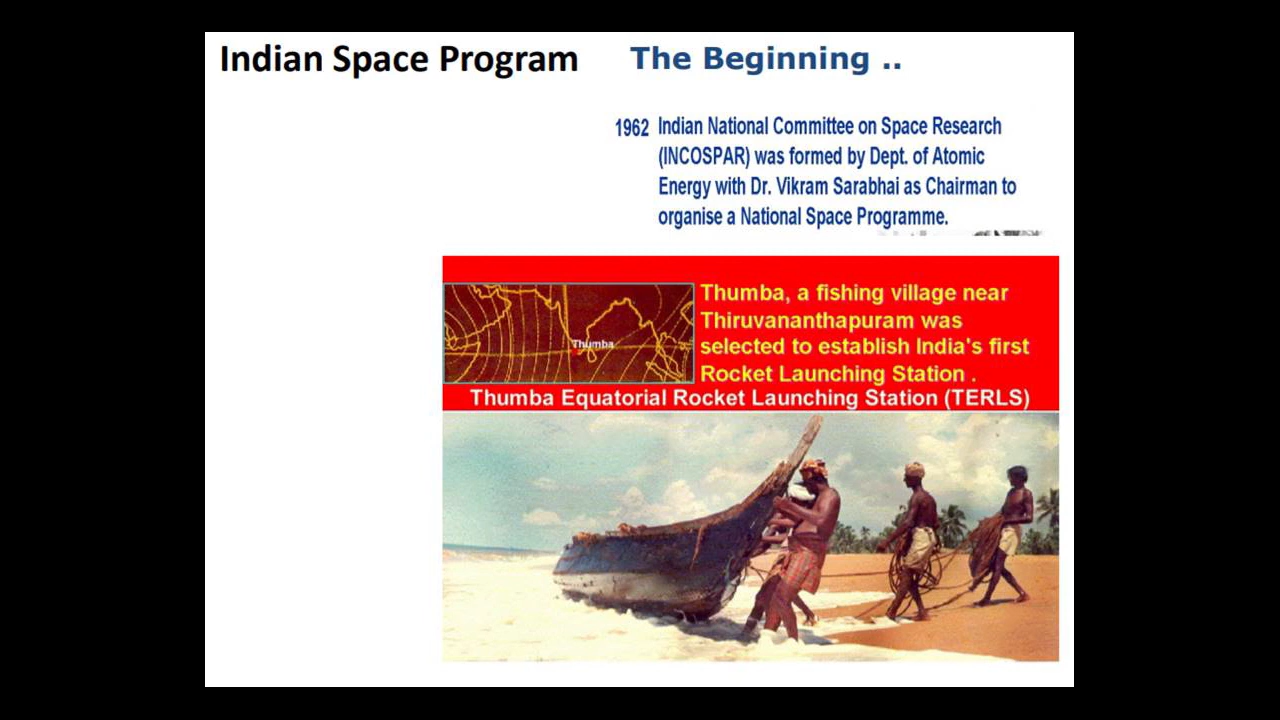 Indian Space Program
The Beginning ..
1962 Indian National Committee on Space Research
(INCOSPAR) was formed by Dept. of Atomic
Energy with Dr. Vikram Sarabhai as Chairman to
organise a National Space Programme.
Thumba, a fishing village near
Thiruvananthapuram was
selected to establish India's first
Rocket Launching Station .
Thumba
Thumba Equatorial Rocket Launching Station (TERLS)